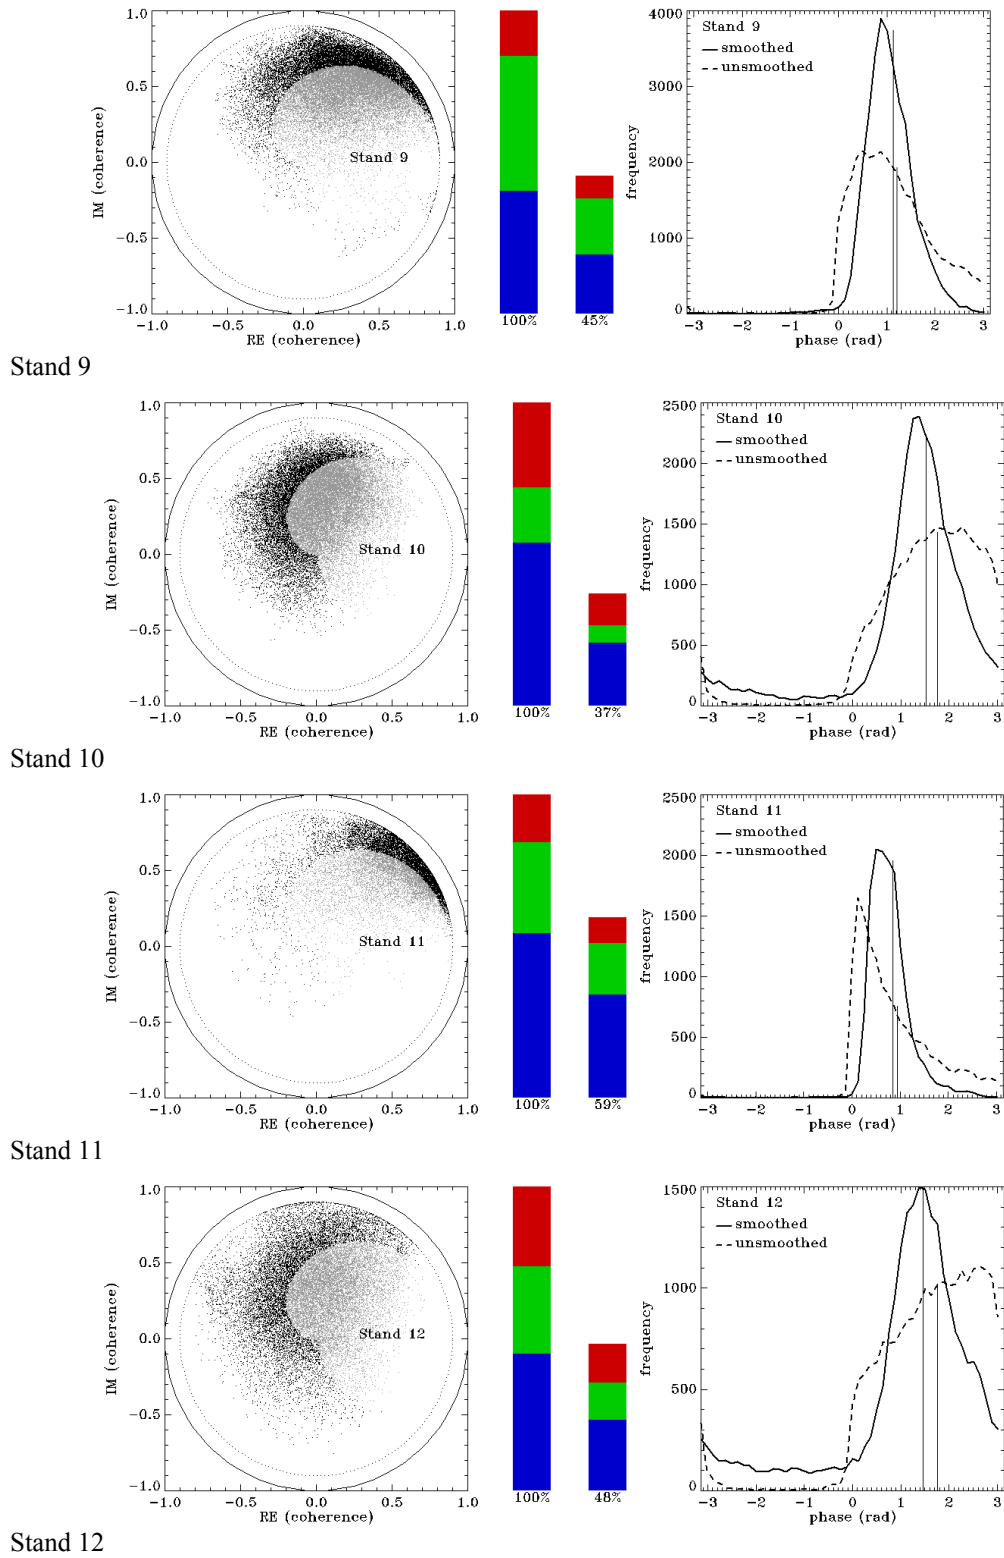 1.0
0.5
0.0
-0.5
-1.0
IM (coherence)
Stand 9
-1.0 -0.5 0.0 0.5 1.0
RE (coherence)
100% 45%
4000
3000
2000
1000
0
frequency
Stand 9
smoothed
unsmoothed
-3 -2 -1 0 1 2 3
phase (rad)
Stand 9
1.0
0.5
0.0
-0.5
-1.0
IM (coherence)
Stand 10
-1.0 -0.5 0.0 0.5 1.0
RE (coherence)
100% 37%
2500
2000
1500
1000
500
0
frequency
Stand 10
smoothed
unsmoothed
-3 -2 -1 0 1 2 3
phase (rad)
Stand 10
1.0
0.5
0.0
-0.5
-1.0
IM (coherence)
Stand 11
-1.0 -0.5 0.0 0.5 1.0
RE (coherence)
100% 59%
2500
2000
1500
1000
500
0
frequency
Stand 11
smoothed
unsmoothed
-3 -2 -1 0 1 2 3
phase (rad)
Stand 11
1.0
0.5
0.0
-0.5
-1.0
IM (coherence)
Stand 12
-1.0 -0.5 0.0 0.5 1.0
RE (coherence)
100% 48%
1500
1000
500
0
frequency
Stand 12
smoothed
unsmoothed
-3 -2 -1 0 1 2 3
phase (rad)
Stand 12